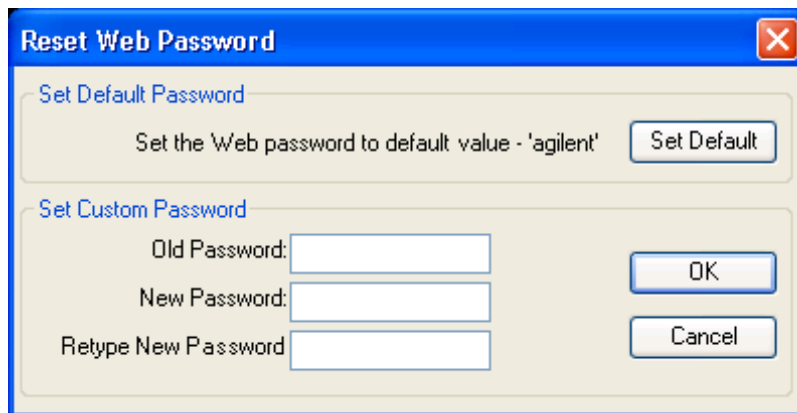 Reset Web Password
Set Default Password
Set the Web password to default value - 'agilent'
Set Default
Set Custom Password
Old Password:
New Password:
Retype New Password
OK
Cancel